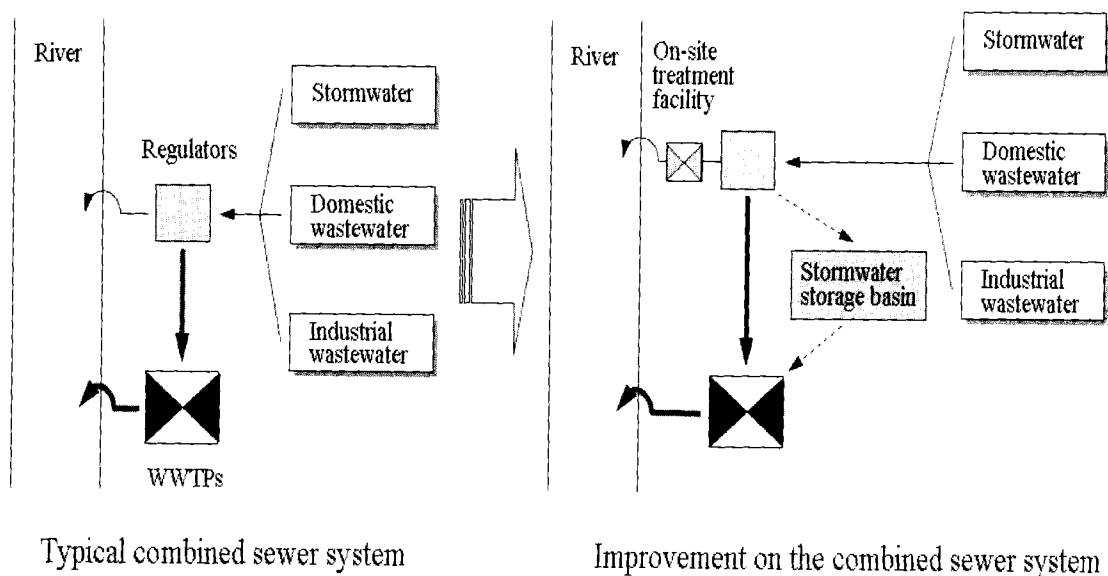 River
Stormwater
Regulators
Domestic
wastewater
Industrial
wastewater
WWTPs
Typical combined sewer system
River
On-site
treatment
facility
Stormwater
Domestic
wastewater
Stormwater
storage basin
Industrial
wastewater
Improvement on the combined sewer system